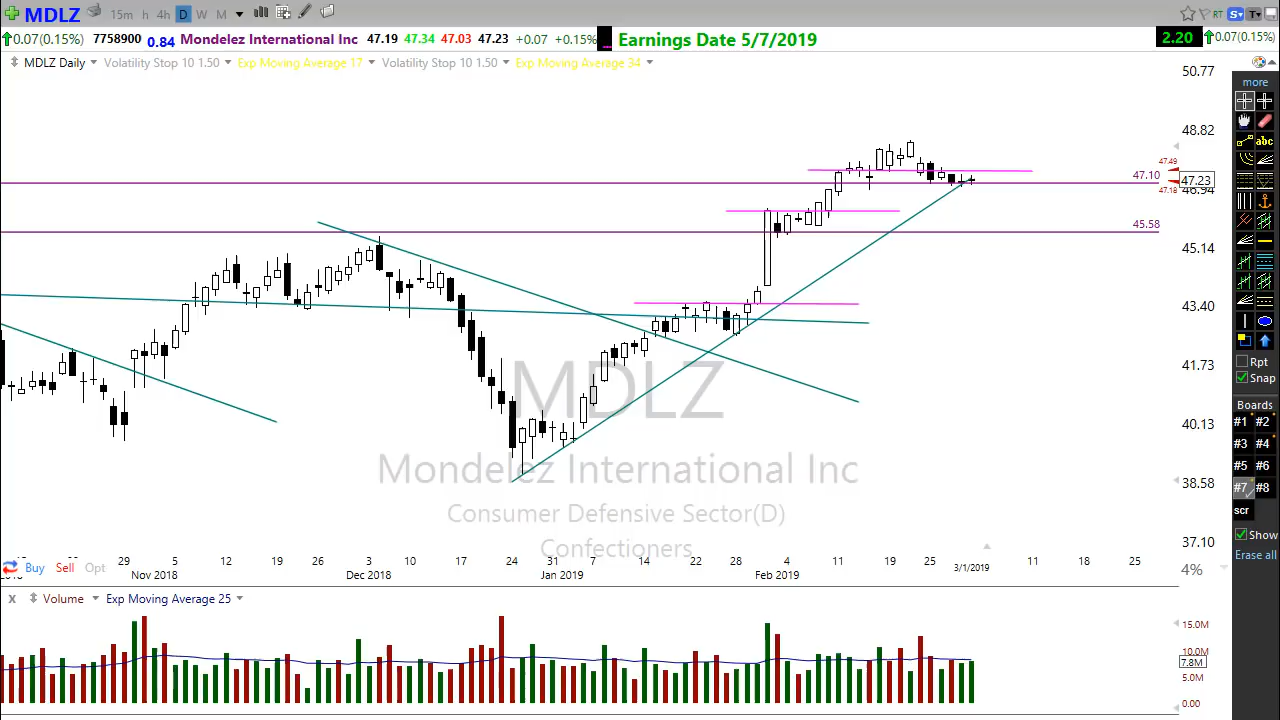 MDLZ 15m h 4h D W M RT S T
0.07(0.15%) 7758900 0.84 Mondelez International Inc 47.19 47.34 47.03 47.23 +0.07 +0.15% ... Earnings Date 5/7/2019 2.20 0.07(0.15%)
MDLZ Daily Volatility Stop 10 1.50 Exp Moving Average 17 Volatility Stop 10 1.50 Exp Moving Average 34
50.77
more
abc
48.82
47.49
47.10
47.23
47.18
46.94
45.58
45.14
43.40
Rpt
41.73
Snap
MDLZ
Boards
#1 #2
40.13
#3 #4
Mondelez International Inc
#5 #6
38.58
#7 #8
Consumer Defensive Sector(D)
scr
Confectioners
37.10
Show
29 5 12 19 26 3 10 17 24 7 14 22 28 4 11 19 25 11 18 25
Erase all
Buy Sell Opt
Nov 2018 Dec 2018 Jan 2019 Feb 2019 3/1/2019
4%
X Volume Exp Moving Average 25
15.0M
10.0M
7.8M
5.0M
0.00